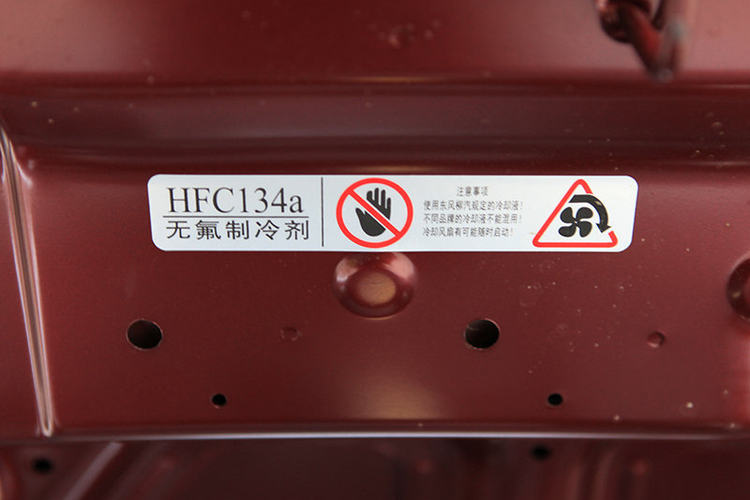 HFC134a
无氟制冷剂
注意事项
使用东风柳汽规定的冷却液!
不同品牌的冷却液不能混用!
冷却风扇有可能随时启动!